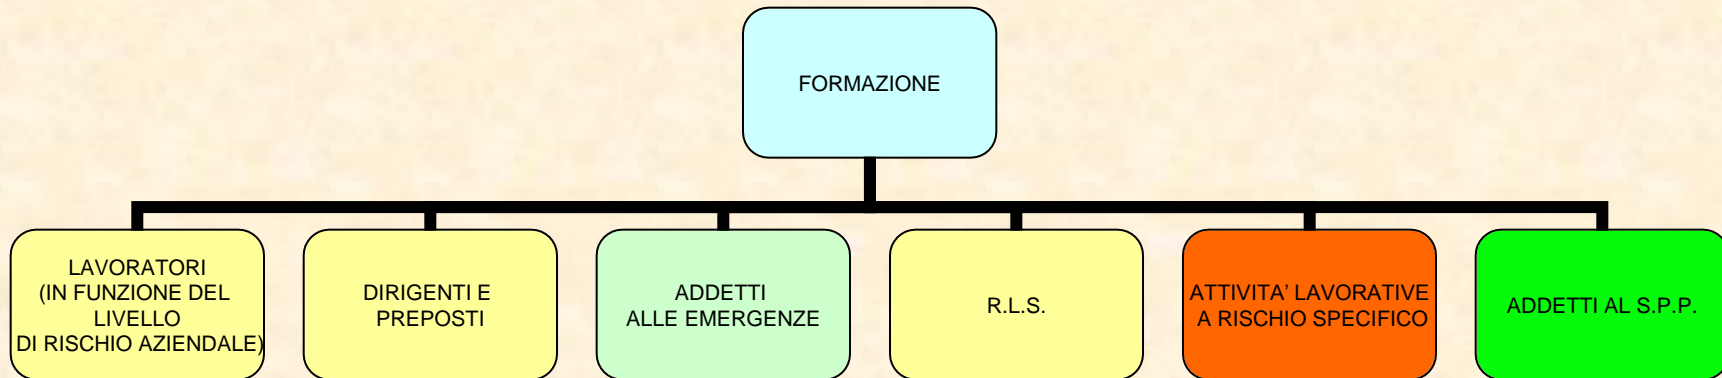 FORMAZIONE
LAVORATORI
(IN FUNZIONE DEL
LIVELLO
DI RISCHIO AZIENDALE)
DIRIGENTI E
PREPOSTI
ADDETTI
ALLE EMERGENZE
R.L.S.
ATTIVITA’ LAVORATIVE
A RISCHIO SPECIFICO
ADDETTI AL S.P.P.